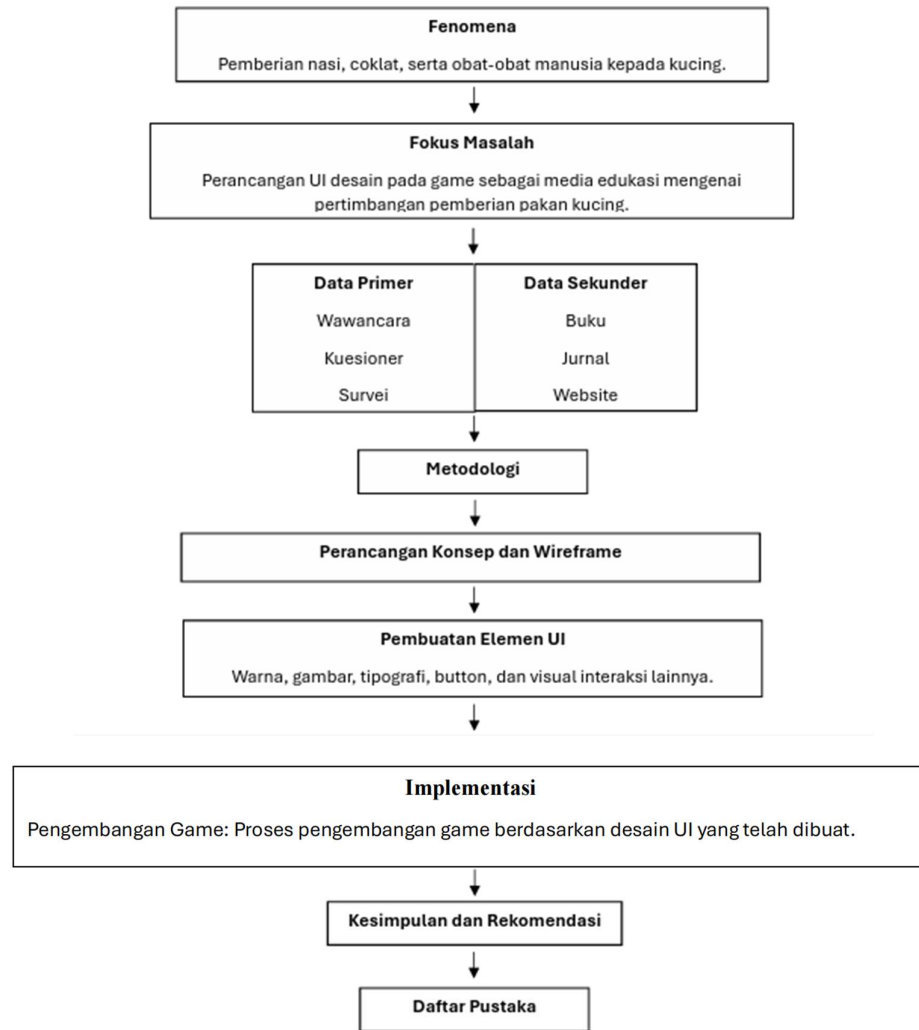 Fenomena
Pemberian nasi, coklat, serta obat-obat manusia kepada kucing.
Fokus Masalah
Perancangan UI desain pada game sebagai media edukasi mengenai
pertimbangan pemberian pakan kucing.
Data Primer
Wawancara
Kuesioner
Survei
Data Sekunder
Buku
Jurnal
Website
Metodologi
Perancangan Konsep dan Wireframe
Pembuatan Elemen UI
Warna, gambar, tipografi, button, dan visual interaksi lainnya.
Implementasi
Pengembangan Game: Proses pengembangan game berdasarkan desain UI yang telah dibuat.
Kesimpulan dan Rekomendasi
Daftar Pustaka